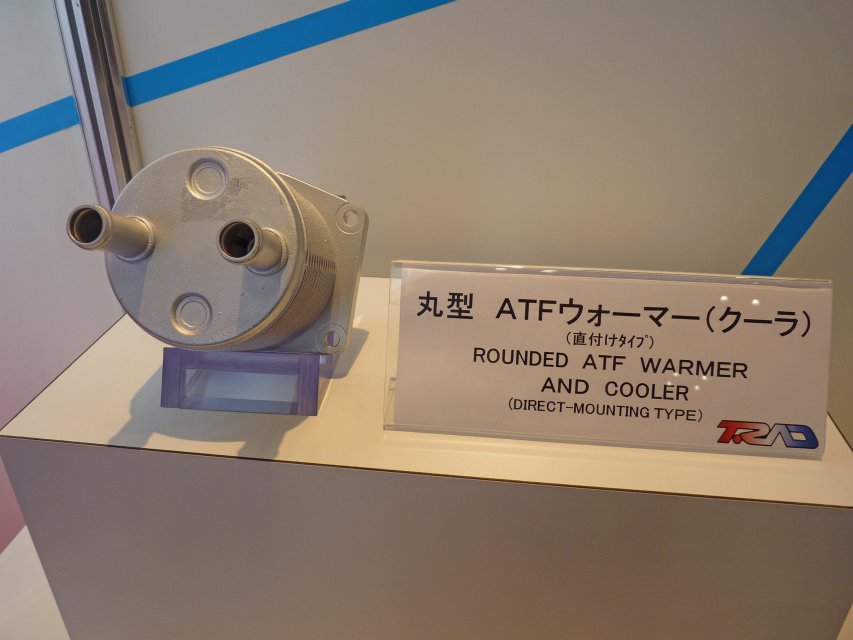 丸型 ATFウォーマー(クーラ)
(直付けタイプ)
ROUNDED ATF WARMER
AND COOLER
(DIRECT-MOUNTING TYPE)
T.RAD